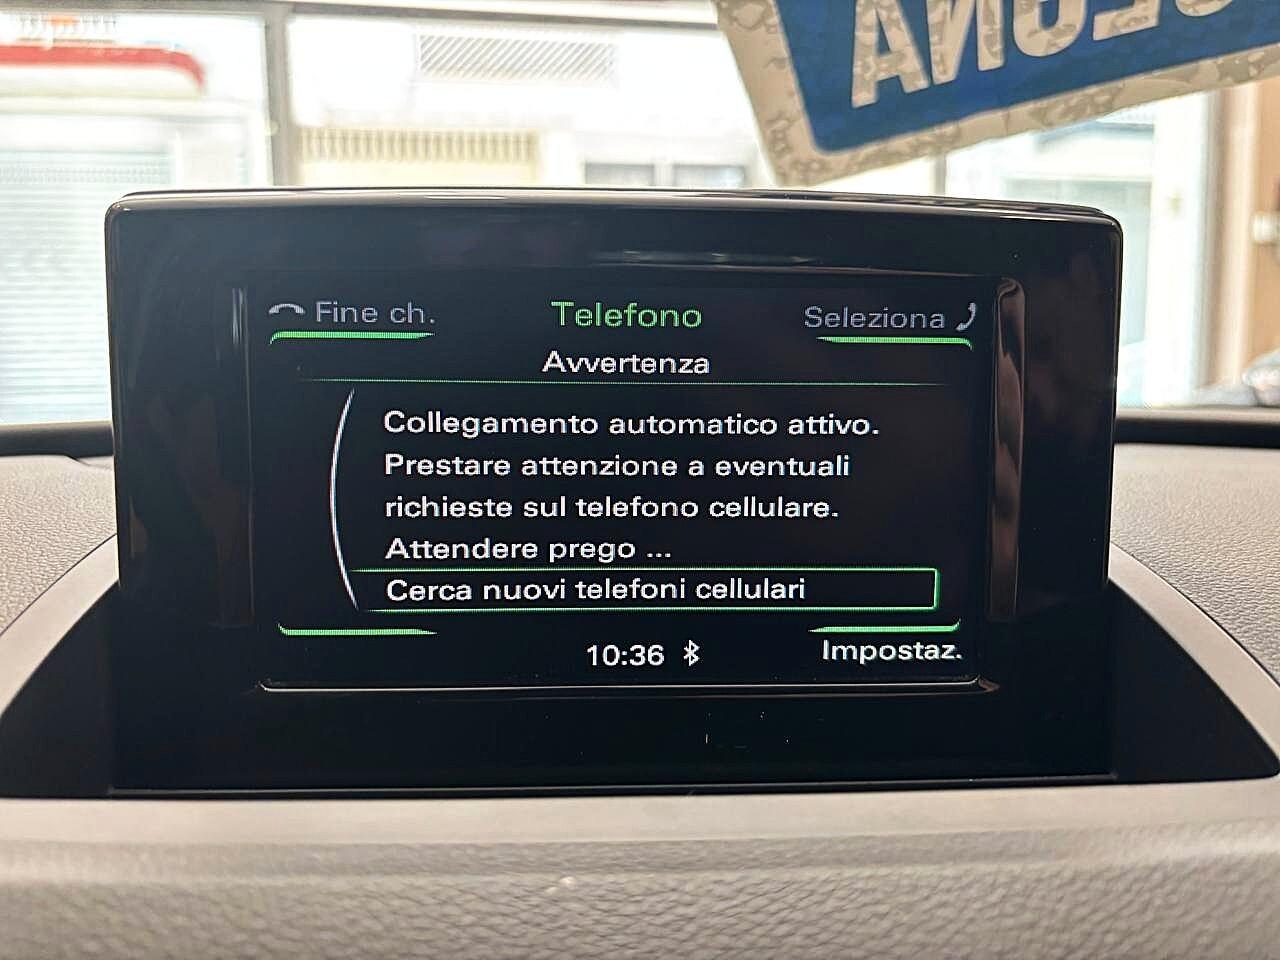 Fine ch.
Telefono
Seleziona
Avvertenza
Collegamento automatico attivo.
Prestare attenzione a eventuali
richieste sul telefono cellulare.
Attendere prego ...
Cerca nuovi telefoni cellulari
10:36
Impostaz.